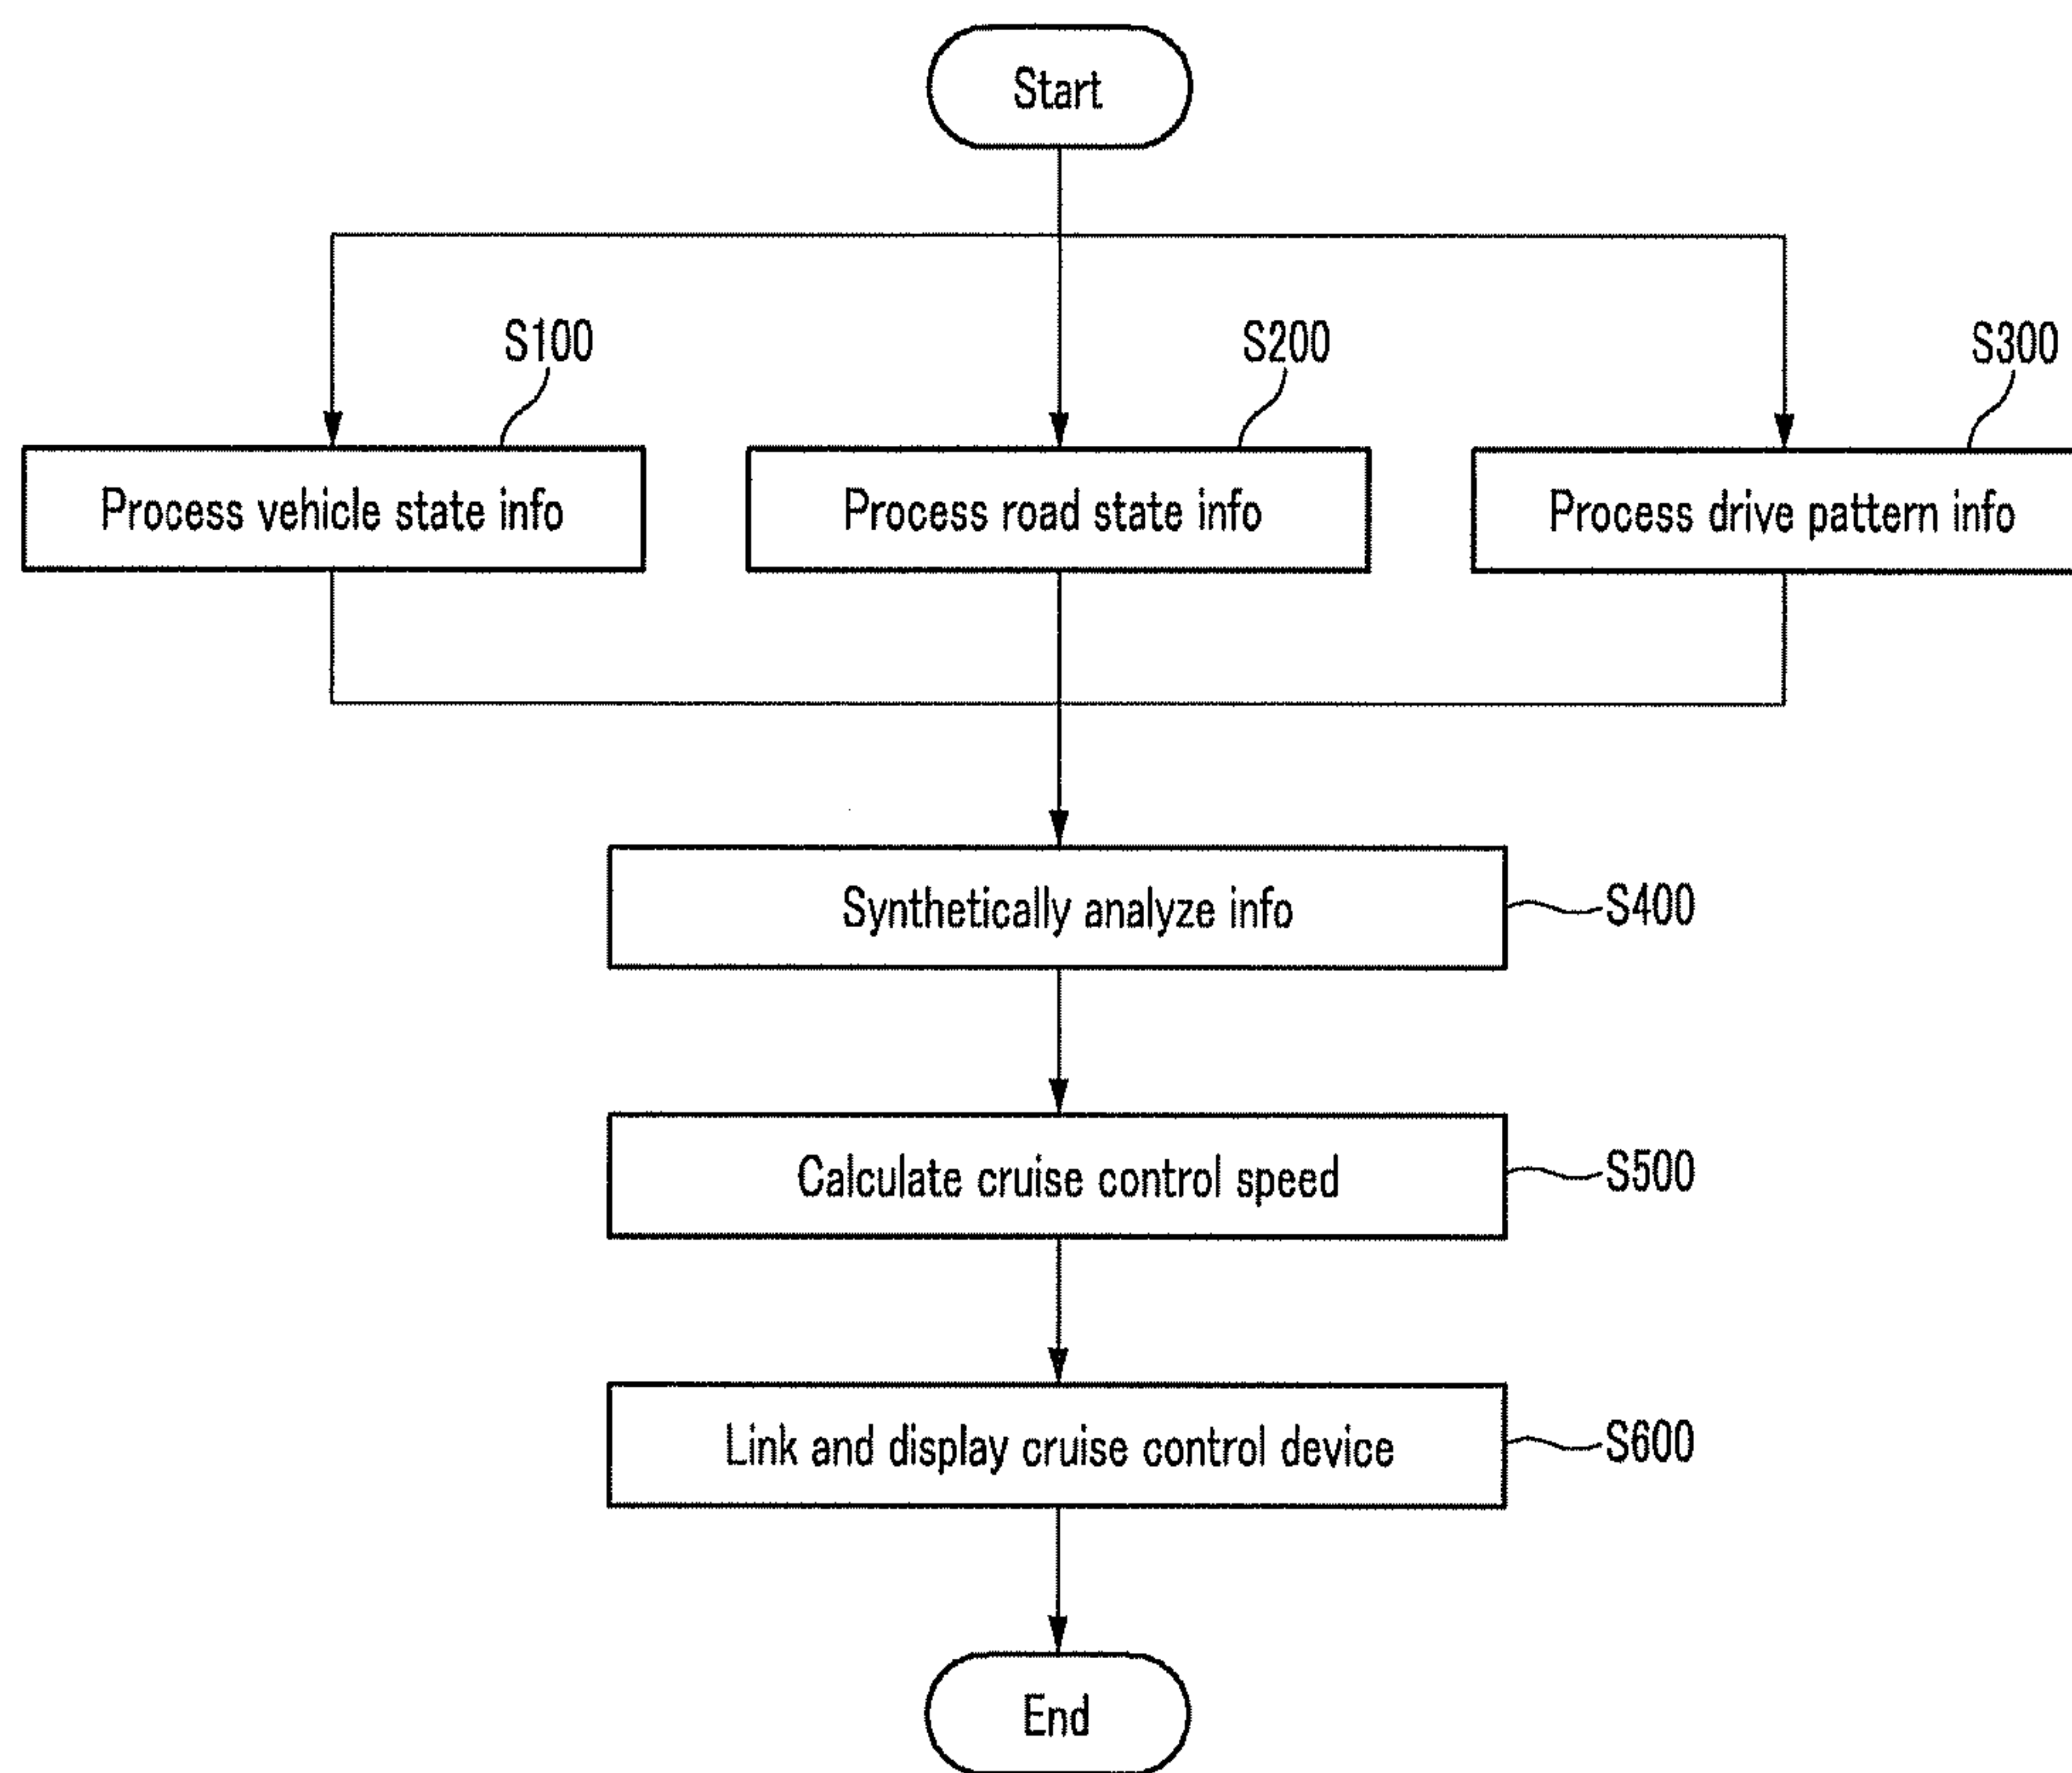 Start
S100
S200
S300
Process vehicle state info
Process road state info
Process drive pattern info
Synthetically analyze info
S400
Calculate cruise control speed
S500
Link and display cruise control device
S600
End